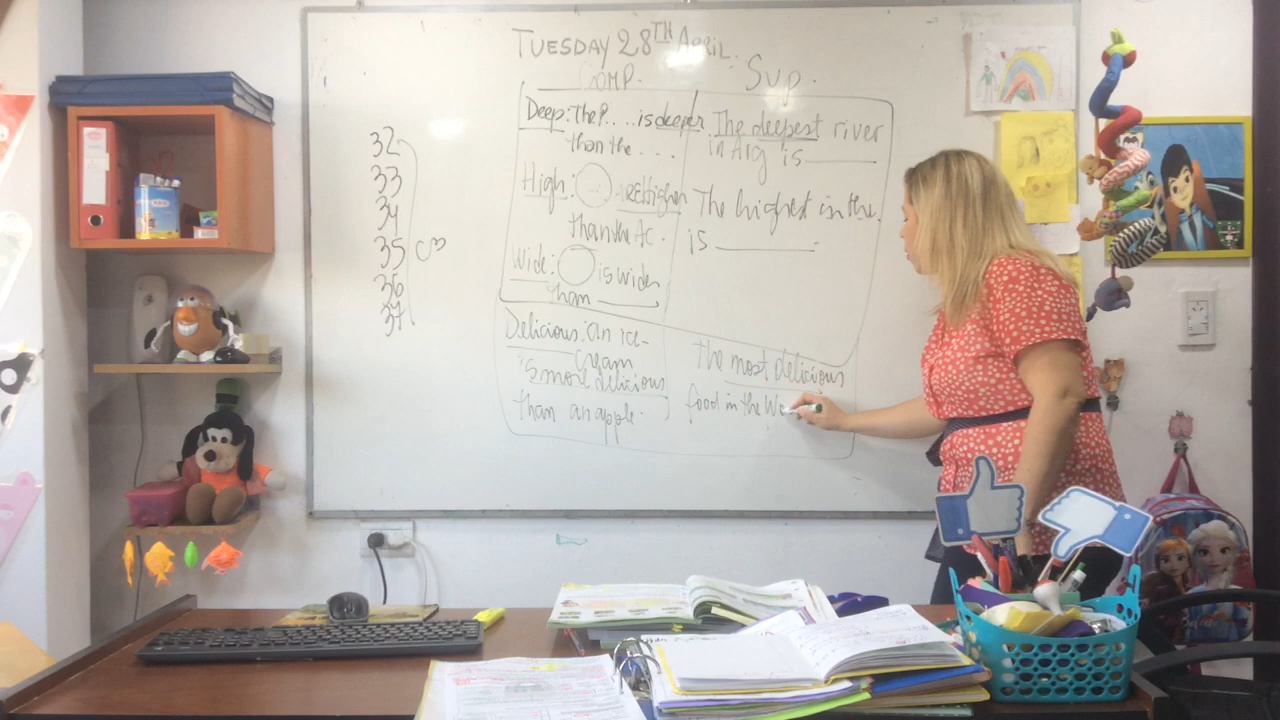 TUESDAY 28TH April.
COMP. Sup.
32
33
34
35
36
37
Deep: The P.... is deeper
than the ....
High: are Higher
than the Ac.
Wide: is wider
than
Delicious: an ice-
cream
is more delicious
than an apple.
The deepest river
in Arg is
The highest in the.
is
The most delicious
food in the Wo